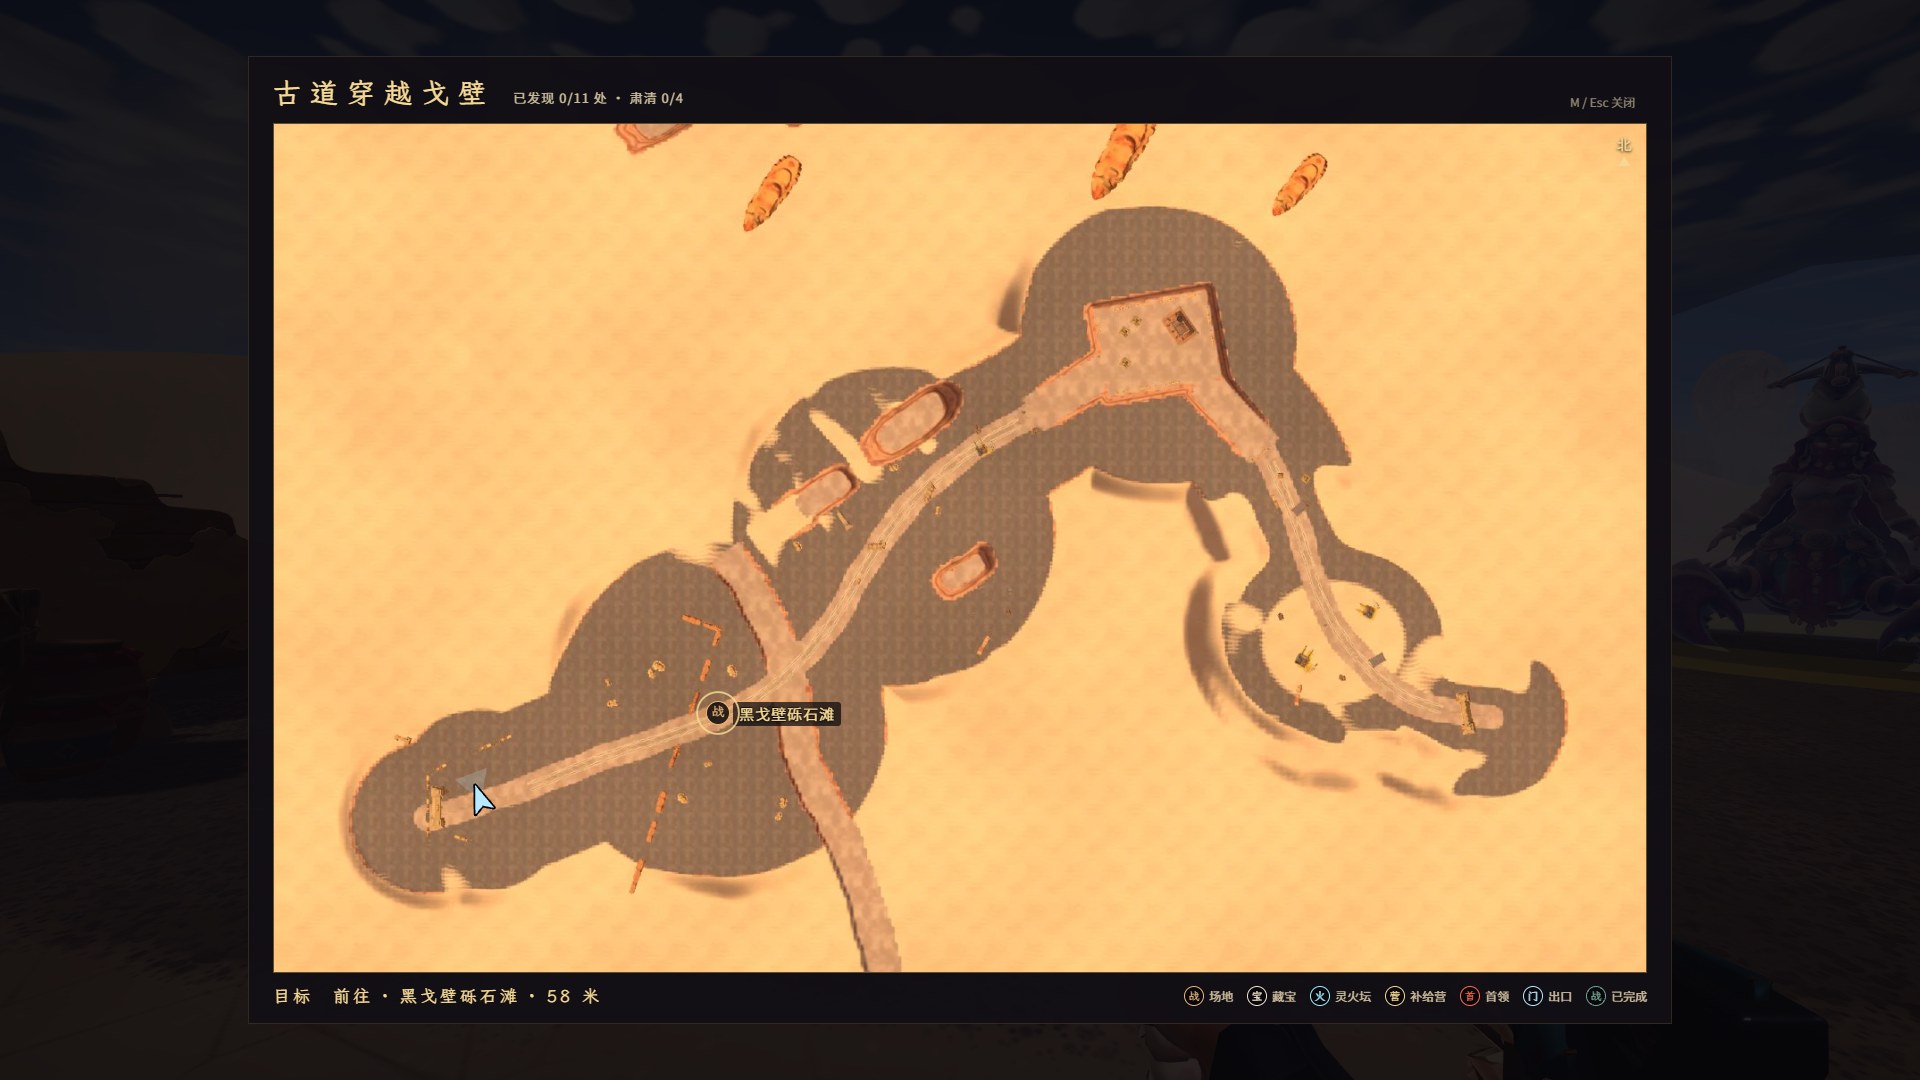 古道穿越戈壁
已发现 0/11 处 · 肃清 0/4
M / Esc 关闭
北
战
黑戈壁砾石滩
目标 前往 · 黑戈壁砾石滩 · 58 米
战 场地 宝 藏宝 火 灵火坛 营 补给营 首 首领 门 出口 战 已完成